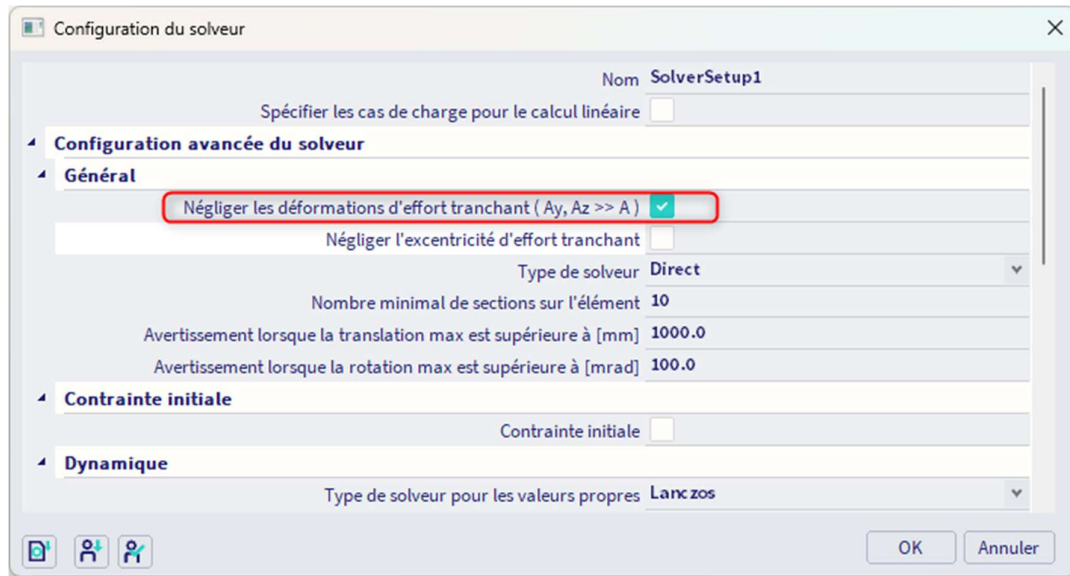 Configuration du solveur
Nom SolverSetup1
Spécifier les cas de charge pour le calcul linéaire
Configuration avancée du solveur
Général
Négliger les déformations d'effort tranchant ( Ay, Az >> A )
Négliger l'excentricité d'effort tranchant
Type de solveur Direct
Nombre minimal de sections sur l'élément 10
Avertissement lorsque la translation max est supérieure à [mm] 1000.0
Avertissement lorsque la rotation max est supérieure à [mrad] 100.0
Contrainte initiale
Contrainte initiale
Dynamique
Type de solveur pour les valeurs propres Lanczos
OK Annuler